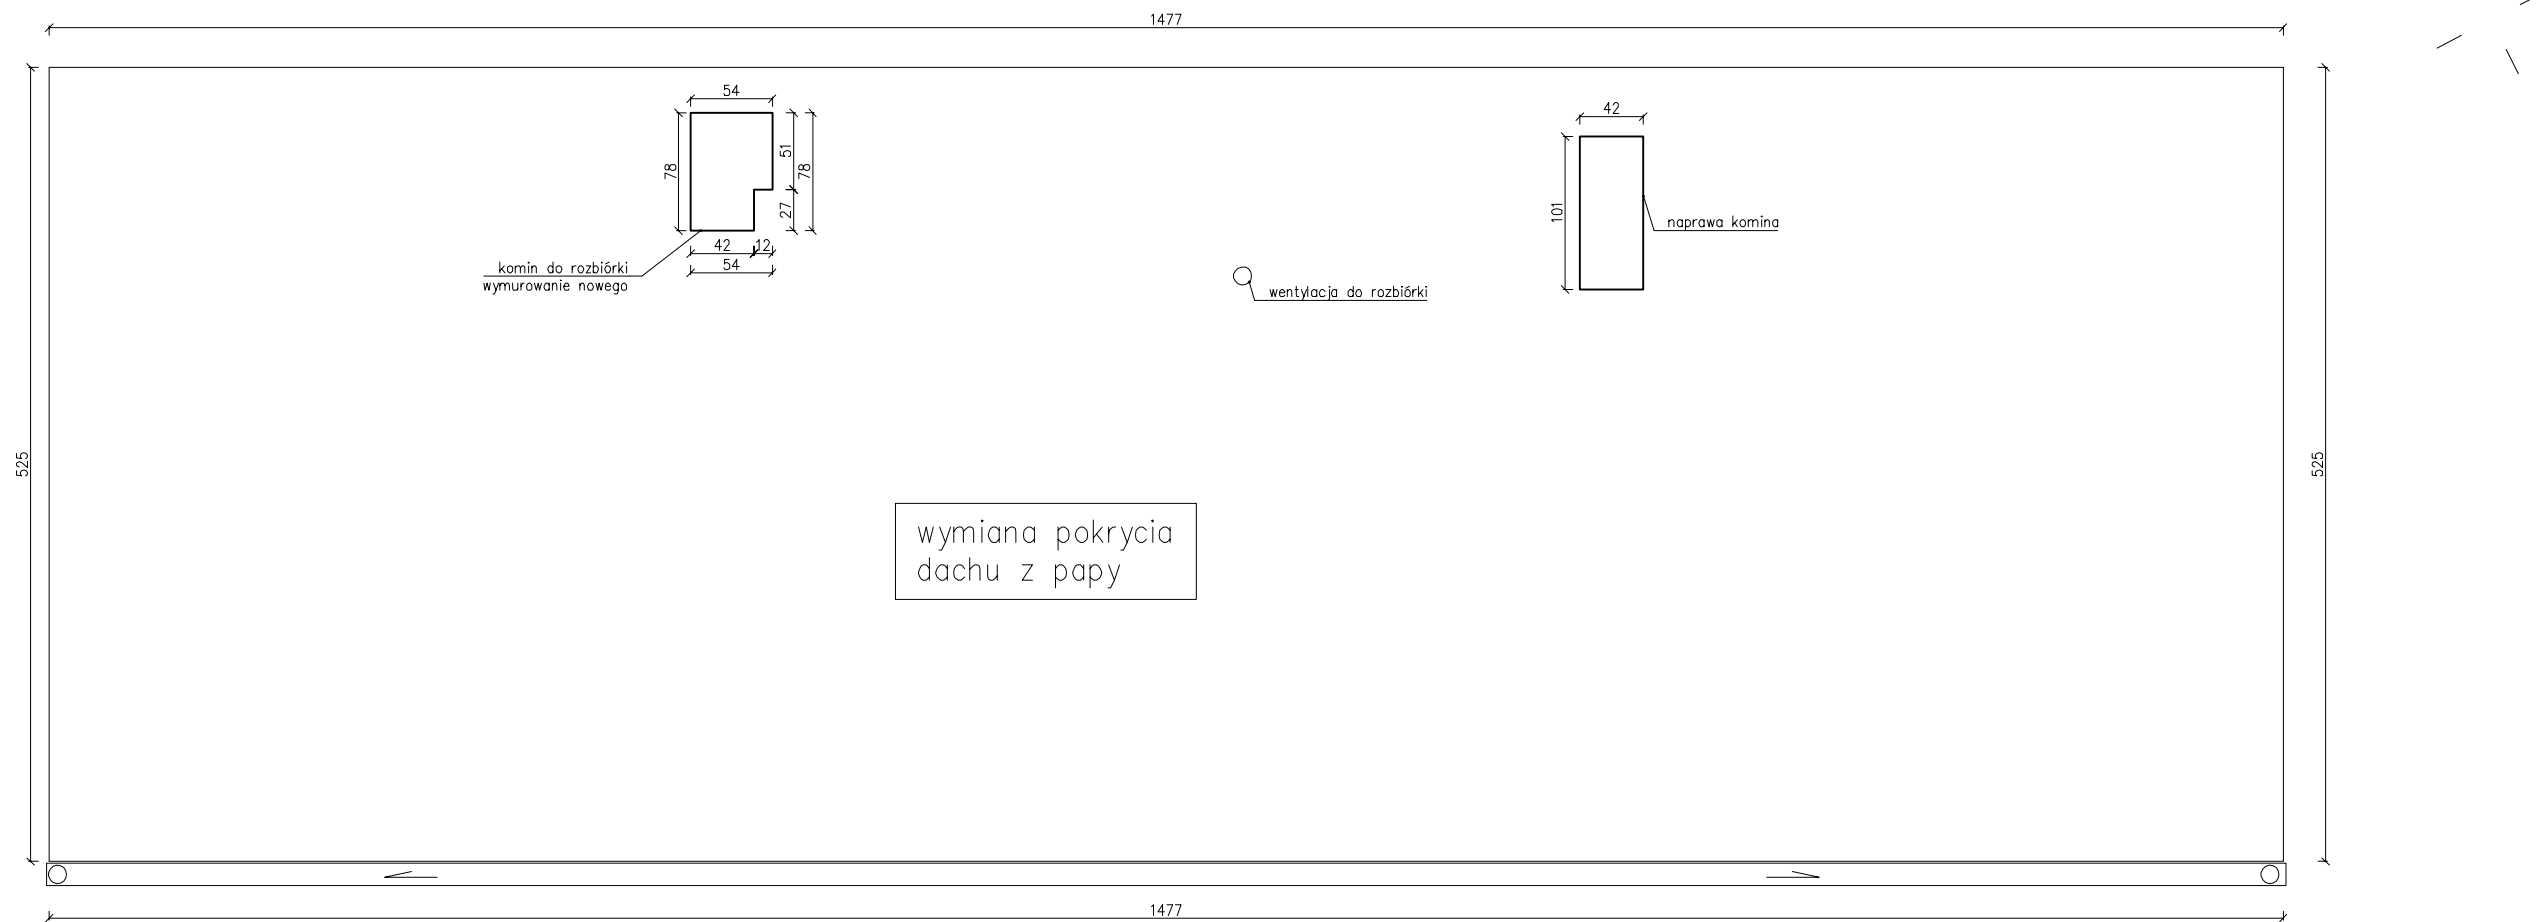 1477
54
42
78
51
78
27
101
naprawa komina
42
12
54
komin do rozbiórki
wymurowanie nowego
wentylacja do rozbiórki
525
525
wymiana pokrycia
dachu z papy
1477